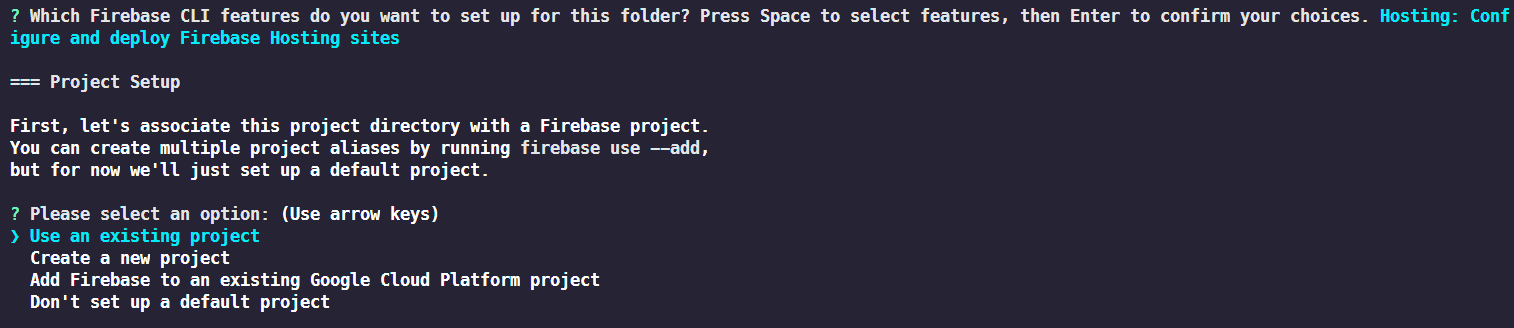 ? Which Firebase CLI features do you want to set up for this folder? Press Space to select features, then Enter to confirm your choices. Hosting: Conf
igure and deploy Firebase Hosting sites
=== Project Setup
First, let's associate this project directory with a Firebase project.
You can create multiple project aliases by running firebase use --add,
but for now we'll just set up a default project.
? Please select an option: (Use arrow keys)
❯ Use an existing project
Create a new project
Add Firebase to an existing Google Cloud Platform project
Don't set up a default project